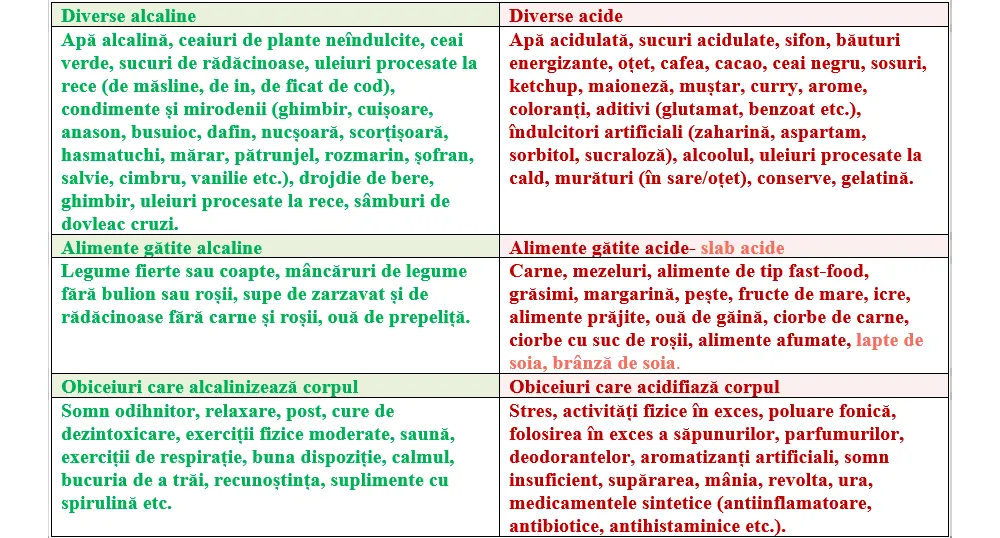 Diverse alcaline
Apă alcalină, ceaiuri de plante neîndulcite, ceai
verde, sucuri de rădăcinoase, uleiuri procesate la
rece (de măsline, de in, de ficat de cod),
condimente și mirodenii (ghimbir, cuișoare,
anason, busuioc, dafin, nucșoară, scorțișoară,
hasmatuchi, mărar, pătrunjel, rozmarin, șofran,
salvie, cimbru, vanilie etc.), drojdie de bere,
ghimbir, uleiuri procesate la rece, sâmburi de
dovleac cruzi.
Diverse acide
Apă acidulată, sucuri acidulate, sifon, băuturi
energizante, oțet, cafea, cacao, ceai negru, sosuri,
ketchup, maioneză, muștar, curry, arome,
coloranți, aditivi (glutamat, benzoat etc.),
îndulcitori artificiali (zaharină, aspartam,
sorbitol, sucraloză), alcoolul, uleiuri procesate la
cald, murături (în sare/oțet), conserve, gelatină.
Alimente gătite alcaline
Legume fierte sau coapte, mâncăruri de legume
fără bulion sau roșii, supe de zarzavat și de
rădăcinoase fără carne și roșii, ouă de prepeliță.
Alimente gătite acide- slab acide
Carne, mezeluri, alimente de tip fast-food,
grăsimi, margarină, pește, fructe de mare, icre,
alimente prăjite, ouă de găină, ciorbe de carne,
ciorbe cu suc de roșii, alimente afumate, lapte de
soia, brânză de soia.
Obiceiuri care alcalinizează corpul
Somn odihnitor, relaxare, post, cure de
dezintoxicare, exerciții fizice moderate, saună,
exerciții de respirație, buna dispoziție, calmul,
bucuria de a trăi, recunoștința, suplimente cu
spirulină etc.
Obiceiuri care acidifiază corpul
Stres, activități fizice în exces, poluare fonică,
folosirea în exces a săpunurilor, parfumurilor,
deodorantelor, aromatizanți artificiali, somn
insuficient, supărarea, mânia, revolta, ura,
medicamentele sintetice (antiinflamatoare,
antibiotice, antihistaminice etc.).